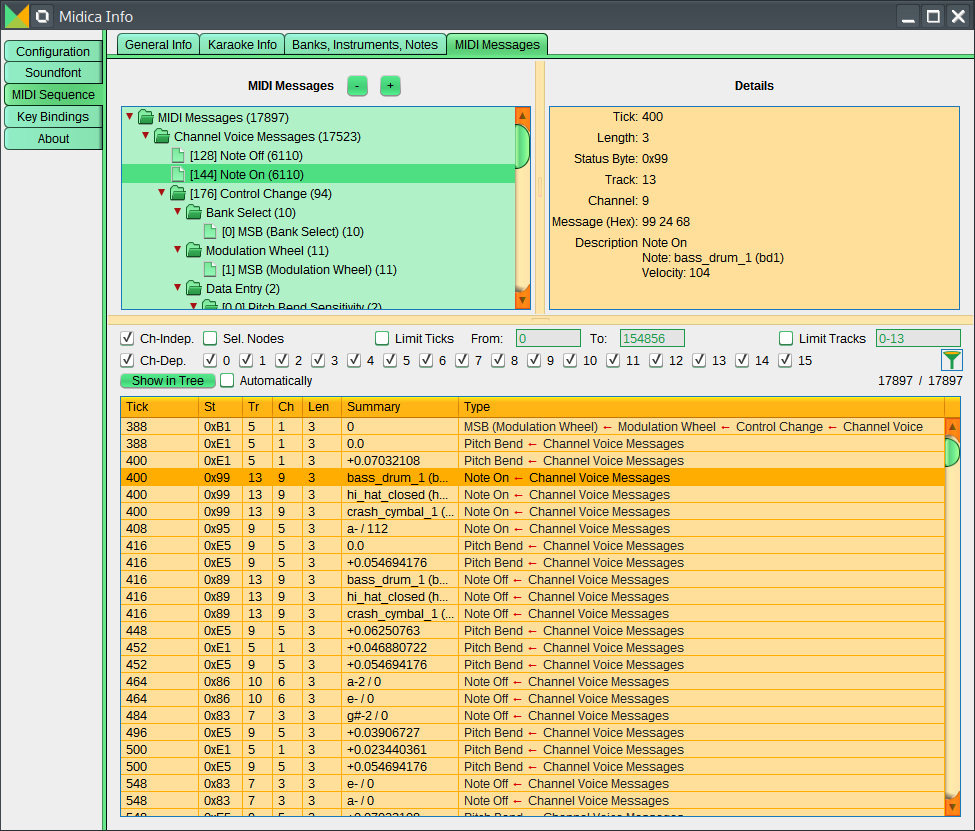 Midica Info
Configuration
Soundfont
MIDI Sequence
Key Bindings
About
General Info Karaoke Info Banks, Instruments, Notes MIDI Messages
MIDI Messages - +
MIDI Messages (17897)
Channel Voice Messages (17523)
[128] Note Off (6110)
[144] Note On (6110)
[176] Control Change (94)
Bank Select (10)
[0] MSB (Bank Select) (10)
Modulation Wheel (11)
[1] MSB (Modulation Wheel) (11)
Data Entry (2)
[0,0] Pitch Bend Sensitivity (2)
Details
Tick: 400
Length: 3
Status Byte: 0x99
Track: 13
Channel: 9
Message (Hex): 99 24 68
Description Note On
Note: bass_drum_1 (bd1)
Velocity: 104
Ch-Indep. Sel. Nodes Limit Ticks From: 0 To: 154856 Limit Tracks 0-13
Ch-Dep. 0 1 2 3 4 5 6 7 8 9 10 11 12 13 14 15
Show in Tree Automatically 17897 / 17897
Tick St Tr Ch Len Summary Type
388 0xB1 5 1 3 0 MSB (Modulation Wheel) ← Modulation Wheel ← Control Change ← Channel Voice
388 0xE1 5 1 3 0.0 Pitch Bend ← Channel Voice Messages
400 0xE1 5 1 3 +0.07032108 Pitch Bend ← Channel Voice Messages
400 0x99 13 9 3 bass_drum_1 (b... Note On ← Channel Voice Messages
400 0x99 13 9 3 hi_hat_closed (h... Note On ← Channel Voice Messages
400 0x99 13 9 3 crash_cymbal_1 (... Note On ← Channel Voice Messages
408 0x95 9 5 3 a- / 112 Note On ← Channel Voice Messages
416 0xE5 9 5 3 0.0 Pitch Bend ← Channel Voice Messages
416 0xE5 9 5 3 +0.054694176 Pitch Bend ← Channel Voice Messages
416 0x89 13 9 3 bass_drum_1 (b... Note Off ← Channel Voice Messages
416 0x89 13 9 3 hi_hat_closed (h... Note Off ← Channel Voice Messages
416 0x89 13 9 3 crash_cymbal_1 (... Note Off ← Channel Voice Messages
448 0xE5 9 5 3 +0.06250763 Pitch Bend ← Channel Voice Messages
452 0xE1 5 1 3 +0.046880722 Pitch Bend ← Channel Voice Messages
452 0xE5 9 5 3 +0.054694176 Pitch Bend ← Channel Voice Messages
464 0x86 10 6 3 a-2 / 0 Note Off ← Channel Voice Messages
464 0x86 10 6 3 e- / 0 Note Off ← Channel Voice Messages
484 0x83 7 3 3 g#-2 / 0 Note Off ← Channel Voice Messages
496 0xE5 9 5 3 +0.03906727 Pitch Bend ← Channel Voice Messages
500 0xE1 5 1 3 +0.023440361 Pitch Bend ← Channel Voice Messages
500 0xE5 9 5 3 +0.054694176 Pitch Bend ← Channel Voice Messages
548 0x83 7 3 3 e- / 0 Note Off ← Channel Voice Messages
548 0x83 7 3 3 a- / 0 Note Off ← Channel Voice Messages
548 0xE5 9 5 3 +0.07032108 Pitch Bend ← Channel Voice Messages